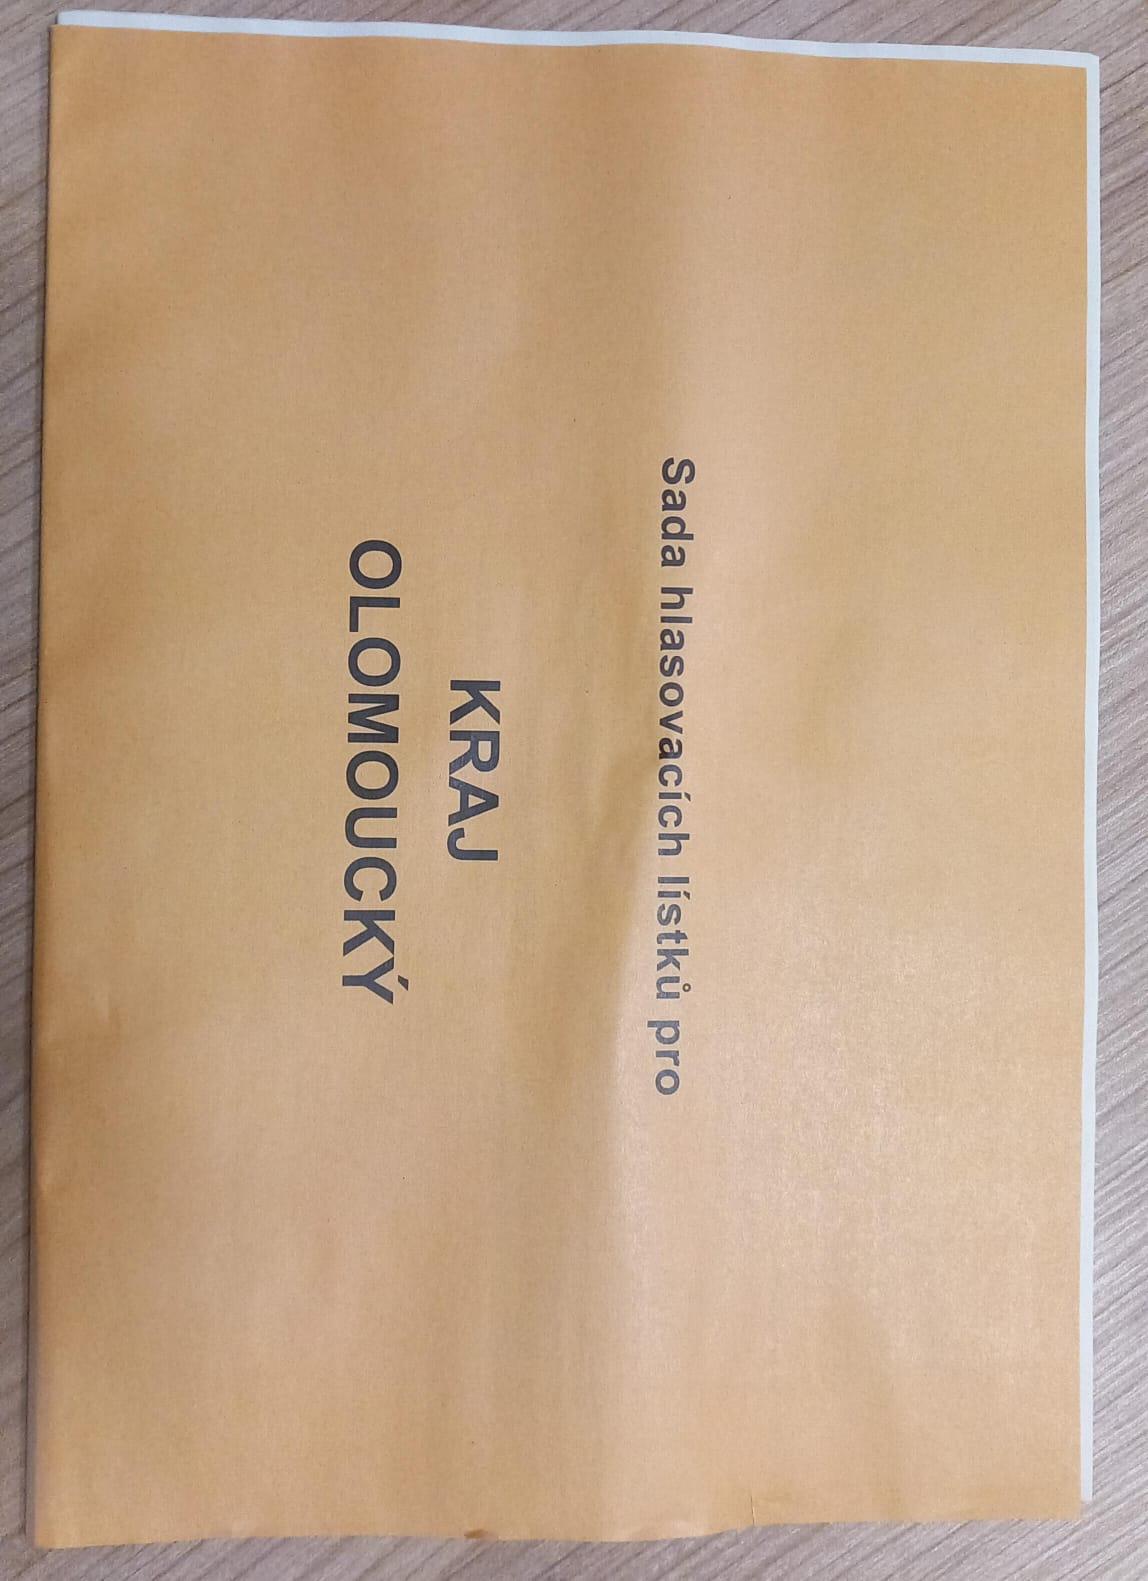 Sada hlasovacích lístků pro
KRAJ
OLOMOUCKÝ